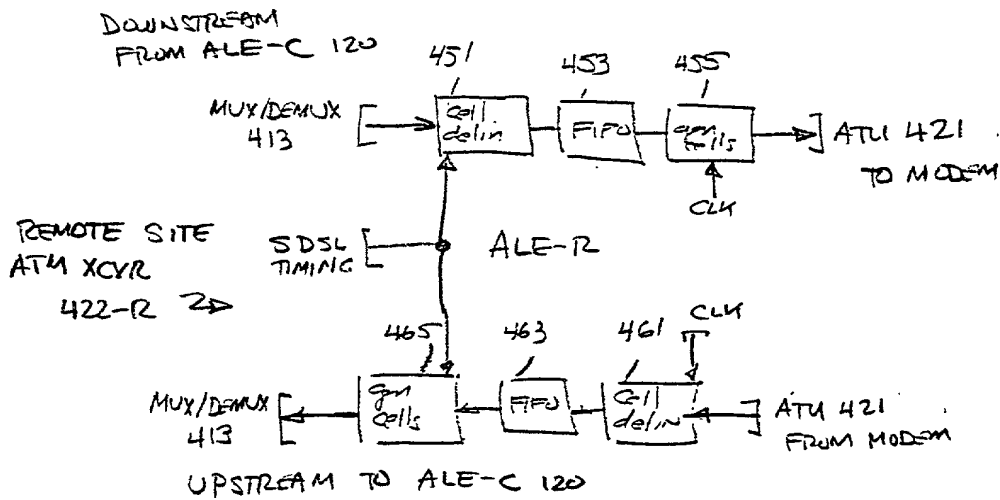 DOWNSTREAM
FROM ALE-C 120
451
453
455
MUX/DEMUX
413
cell
delin
FIFO
gen
cells
ATU 421
TO MODEM
CLK
REMOTE SITE
ATM XCVR
422-R
SDSL
TIMING
ALE-R
465
463
461
CLK
MUX/DEMUX
413
gen
cells
FIFO
cell
delin
ATU 421
FROM MODEM
UPSTREAM TO ALE-C 120